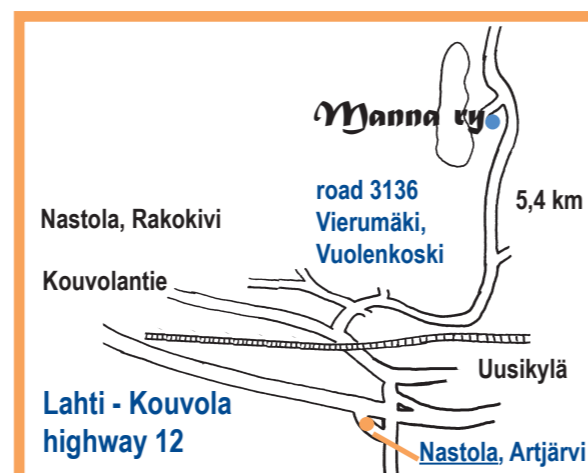 Manna ry
road 3136
Vierumäki,
Vuolenkoski
5,4 km
Nastola, Rakokivi
Kouvolantie
Uusikylä
Lahti - Kouvola
highway 12
Nastola, Artjärvi